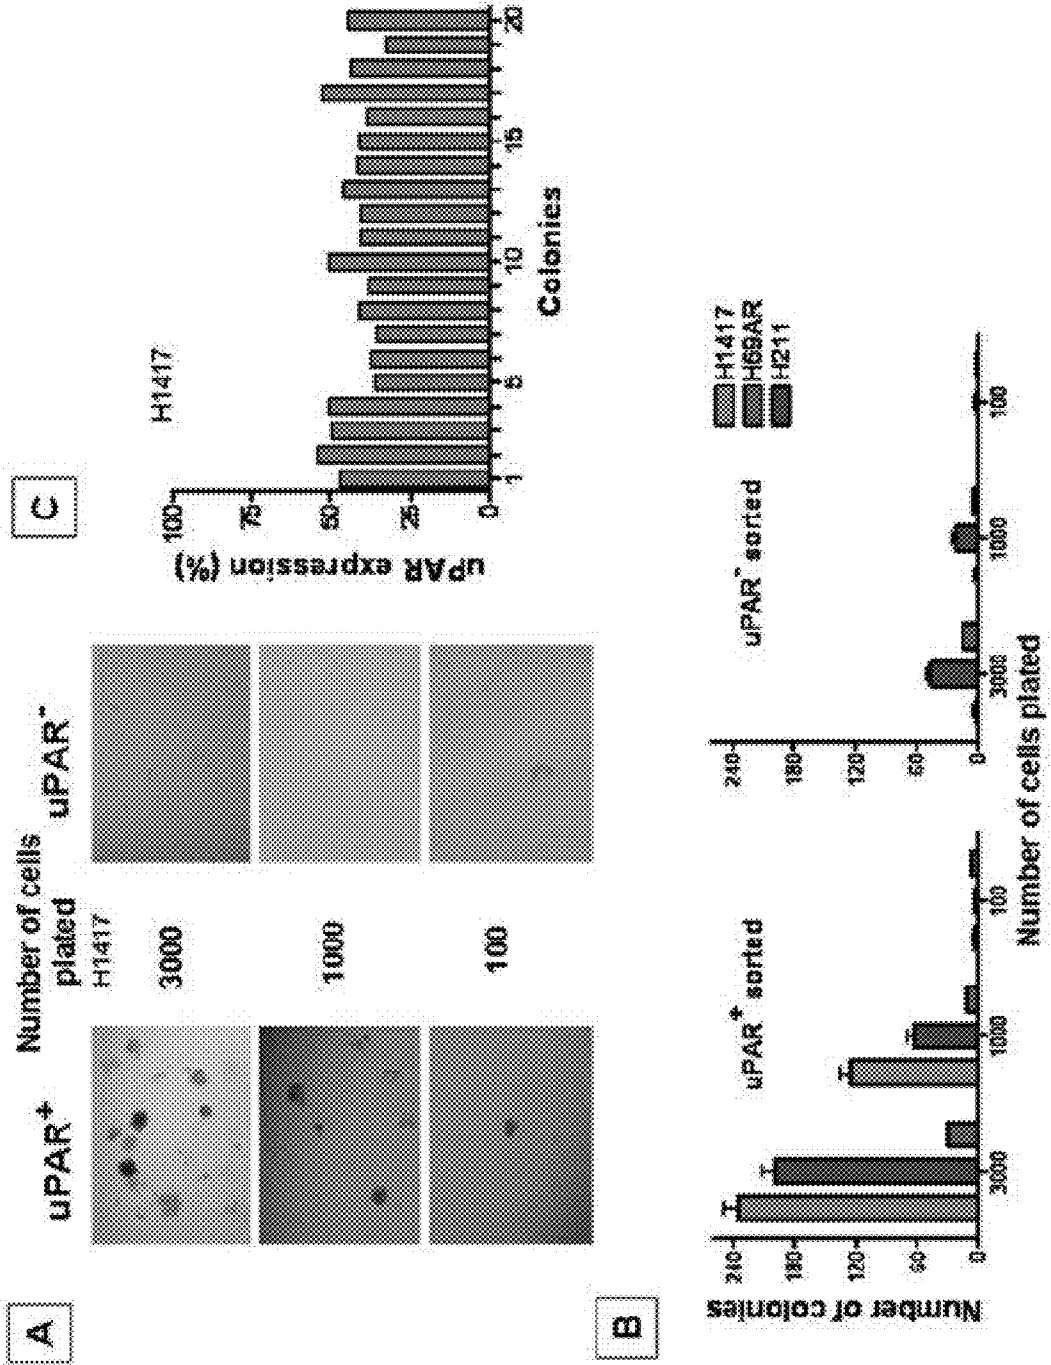 A
Number of cells
plated
uPAR+
H1417
uPAR-
3000
1000
100
C
H1417
uPAR expression (%)
100
75
50
25
0
1
5
10
15
20
Colonies
B
Number of colonies
240
180
120
60
0
uPAR+ sorted
3000
1000
100
240
180
120
60
0
uPAR- sorted
3000
1000
100
H1417
H69AR
H211
Number of cells plated